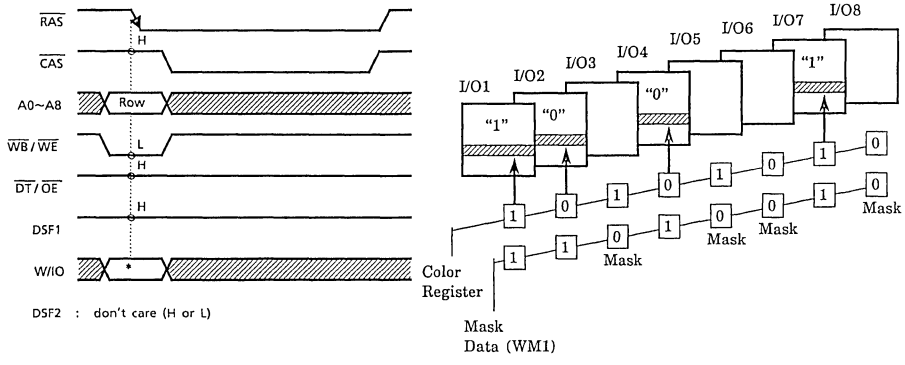 RAS
H
CAS
A0~A8
Row
WB / WE
L
H
DT / OE
H
DSF1
W/IO
*
DSF2 : don't care (H or L)
I/O1
I/O2
I/O3
I/O4
I/O5
I/O6
I/O7
I/O8
"1"
"0"
"0"
"1"
1
0
1
0
1
0
1
0
Color
Register
1
1
0
1
0
0
1
0
Mask
Mask
Mask
Mask
Mask
Data (WM1)